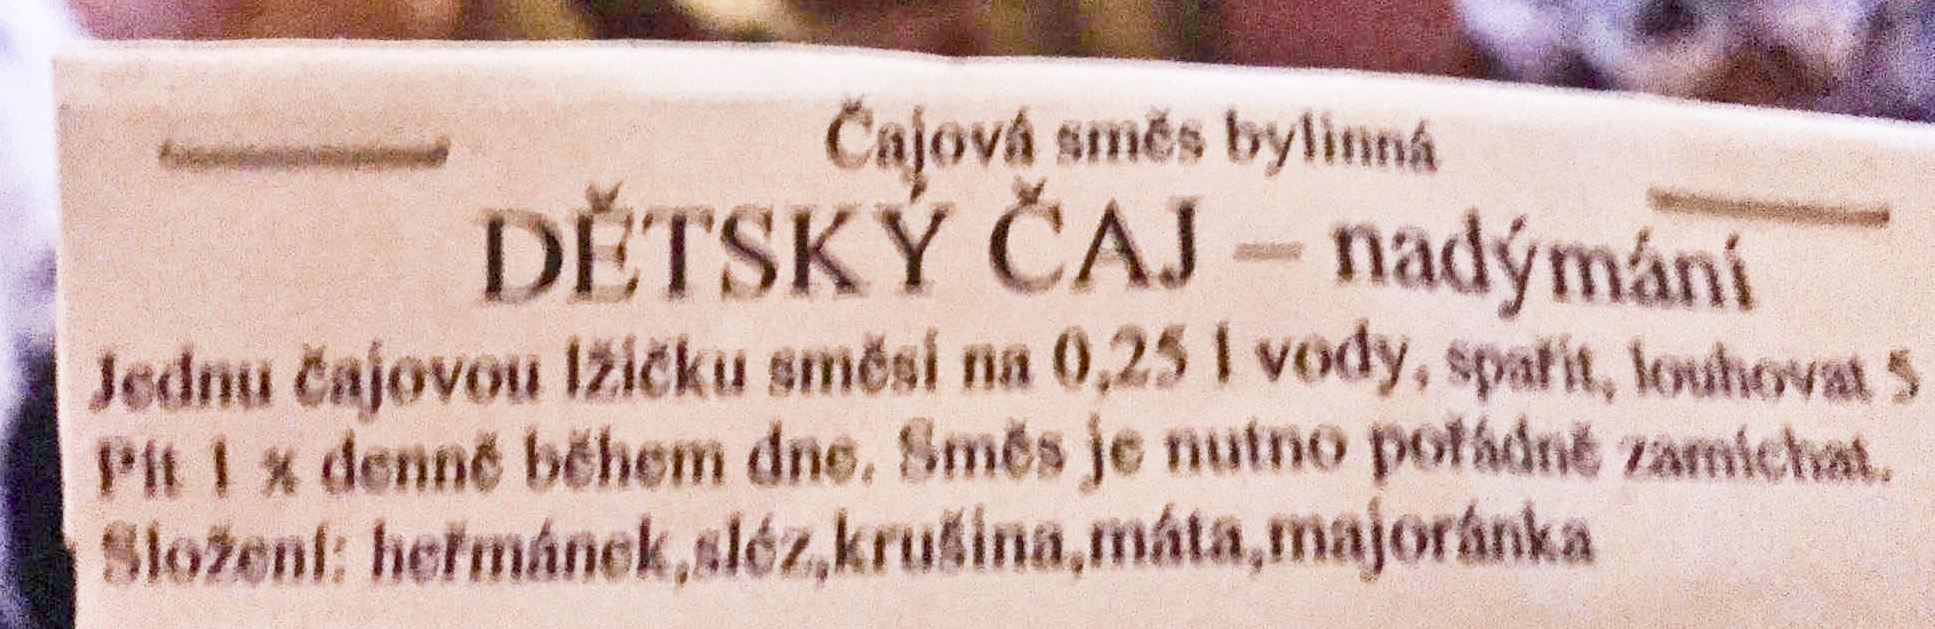 Čajová směs bylinná
DĚTSKÝ ČAJ – nadýmání
Jednu čajovou lžičku směsi na 0,25 l vody, spařit, louhovat 5
Pít 1 x denně během dne. Směs je nutno pořádně zamíchat.
Složení: heřmánek,sléz,krušina,máta,majoránka